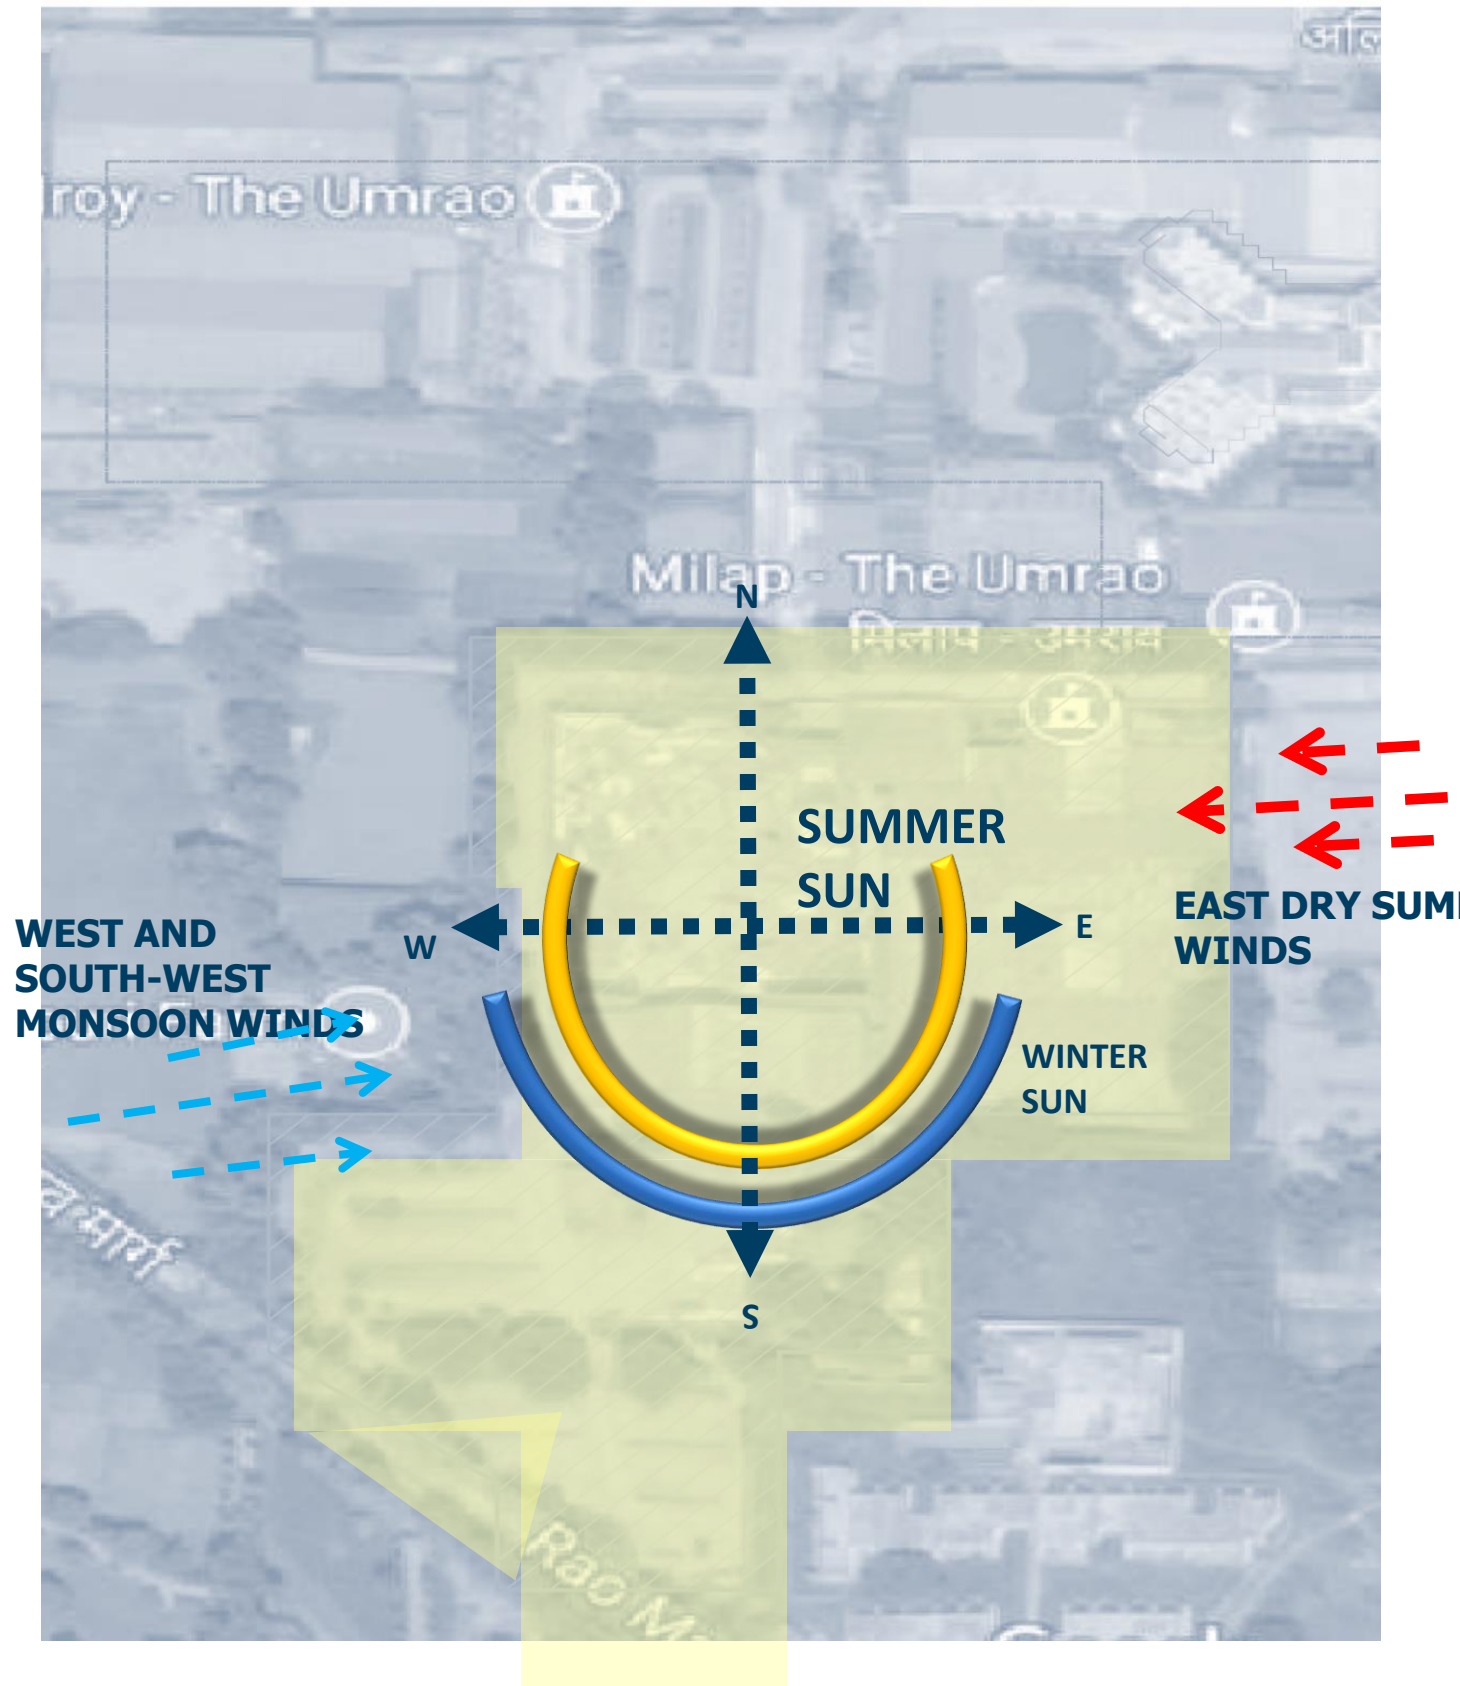 lroy - The Umrao
Milap - The Umrao
मिलाप - उमराव
N
SUMMER
SUN
W
E
WEST AND
SOUTH-WEST
MONSOON WINDS
EAST DRY SUM
WINDS
WINTER
SUN
S
मार्ग
Rao M